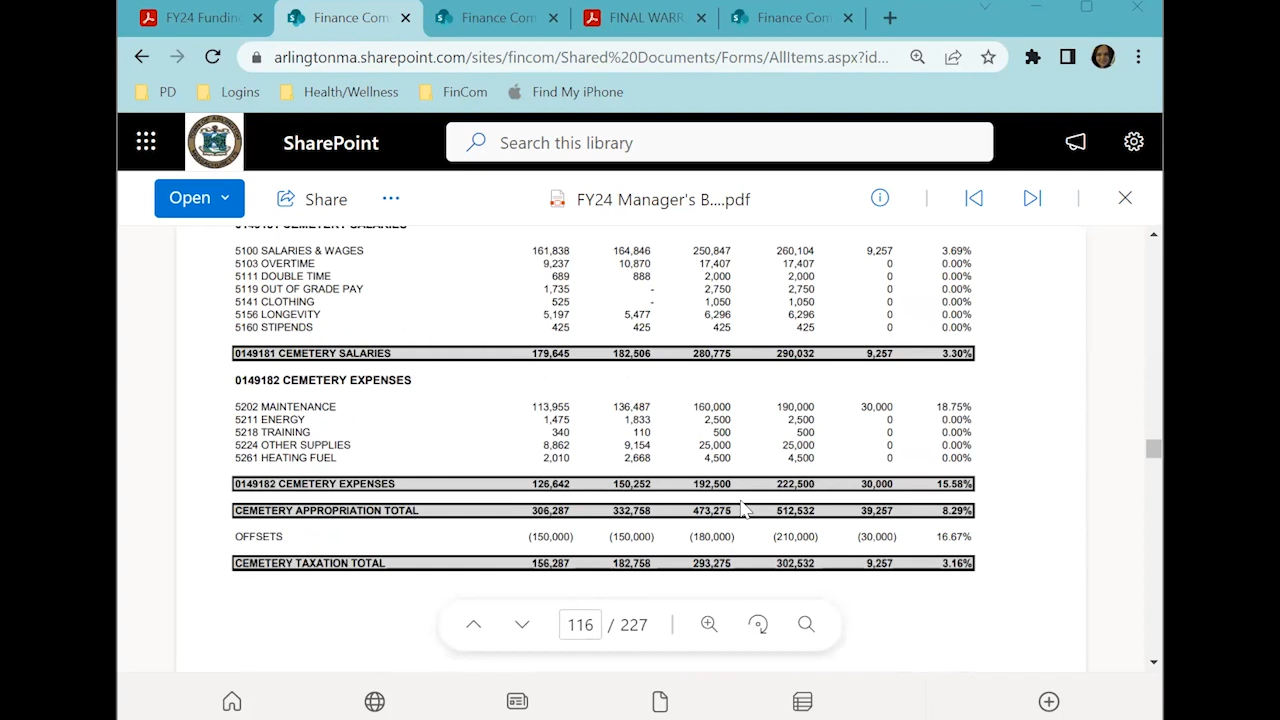 FY24 Fundin
Finance Com
Finance Com
FINAL WARR
Finance Com
arlingtonma.sharepoint.com/sites/fincom/Shared%20Documents/Forms/AllItems.aspx?id...
PD Logins Health/Wellness FinCom Find My iPhone
SharePoint
Search this library
Open Share ... FY24 Manager's B....pdf
0149181 CEMETERY SALARIES
5100 SALARIES & WAGES 161,838 164,846 250,847 260,104 9,257 3.69%
5103 OVERTIME 9,237 10,870 17,407 17,407 0 0.00%
5111 DOUBLE TIME 689 888 2,000 2,000 0 0.00%
5119 OUT OF GRADE PAY 1,735 - 2,750 2,750 0 0.00%
5141 CLOTHING 525 - 1,050 1,050 0 0.00%
5156 LONGEVITY 5,197 5,477 6,296 6,296 0 0.00%
5160 STIPENDS 425 425 425 425 0 0.00%
0149181 CEMETERY SALARIES 179,645 182,506 280,775 290,032 9,257 3.30%
0149182 CEMETERY EXPENSES
5202 MAINTENANCE 113,955 136,487 160,000 190,000 30,000 18.75%
5211 ENERGY 1,475 1,833 2,500 2,500 0 0.00%
5218 TRAINING 340 110 500 500 0 0.00%
5224 OTHER SUPPLIES 8,862 9,154 25,000 25,000 0 0.00%
5261 HEATING FUEL 2,010 2,668 4,500 4,500 0 0.00%
0149182 CEMETERY EXPENSES 126,642 150,252 192,500 222,500 30,000 15.58%
CEMETERY APPROPRIATION TOTAL 306,287 332,758 473,275 512,532 39,257 8.29%
OFFSETS (150,000) (150,000) (180,000) (210,000) (30,000) 16.67%
CEMETERY TAXATION TOTAL 156,287 182,758 293,275 302,532 9,257 3.16%
116 / 227